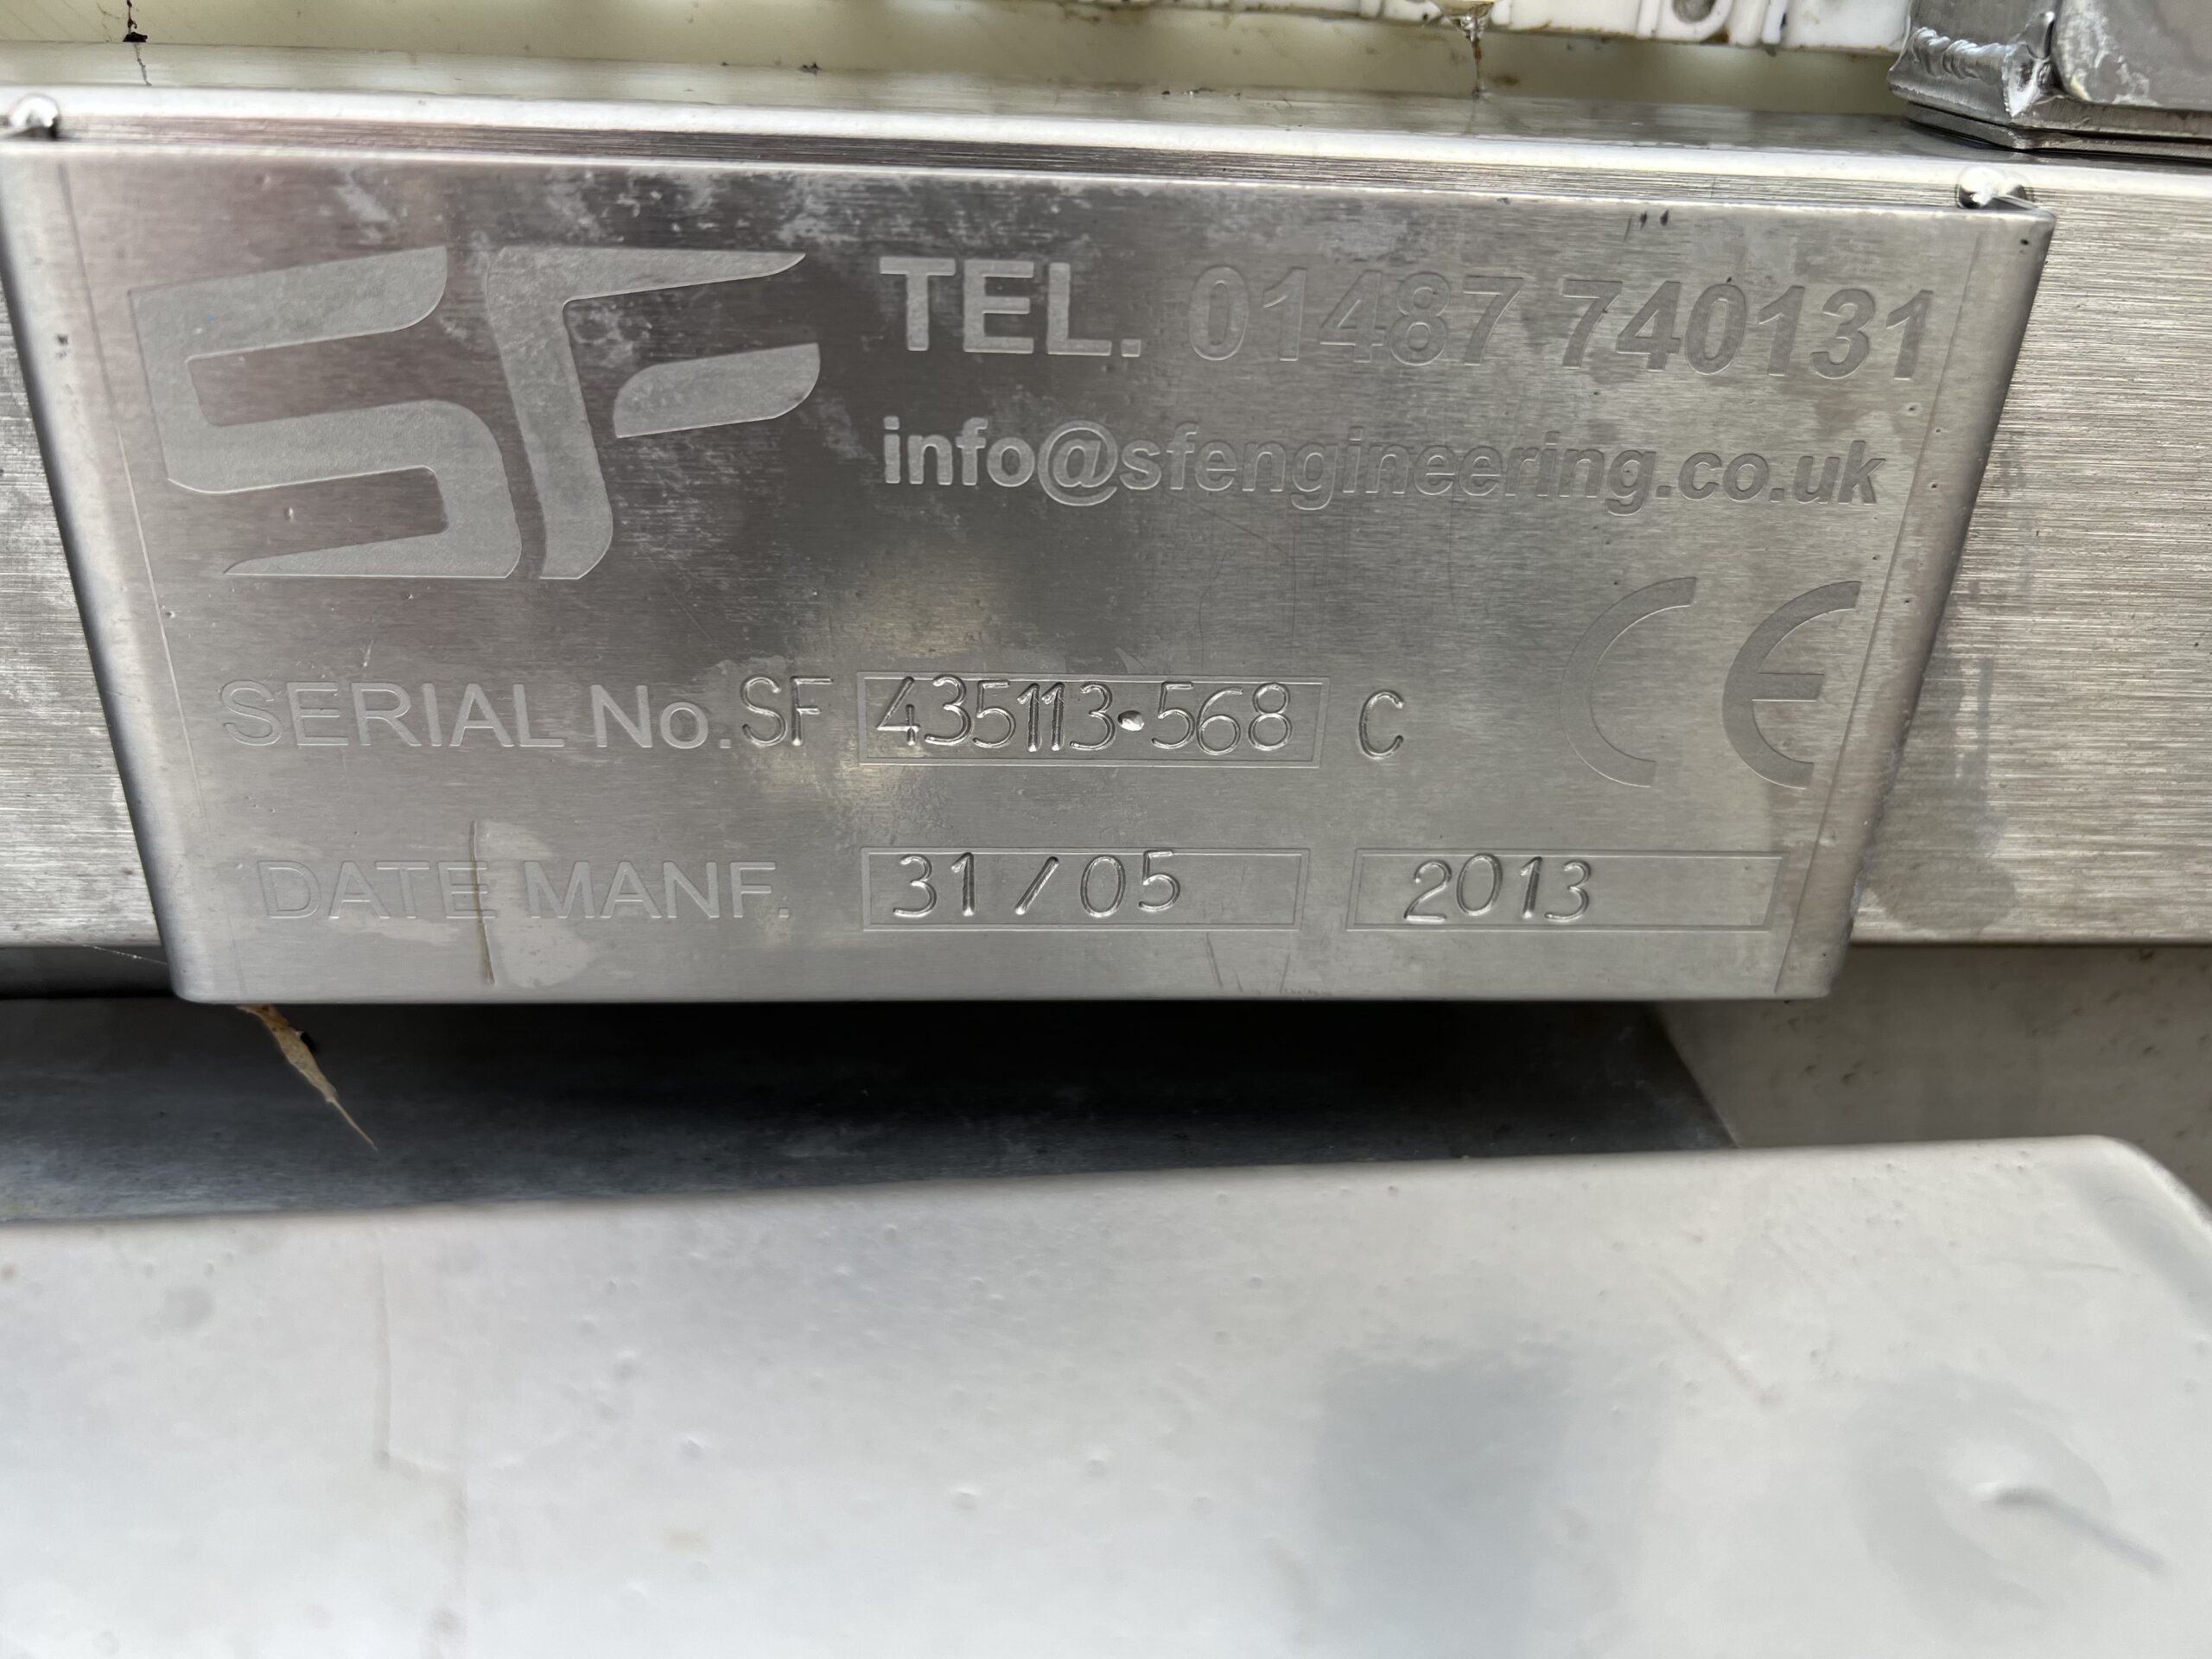 SF
TEL. 01487 740131
info@sfengineering.co.uk
SERIAL No. SF 435113.568 C
CE
DATE MANF. 31/05 2013